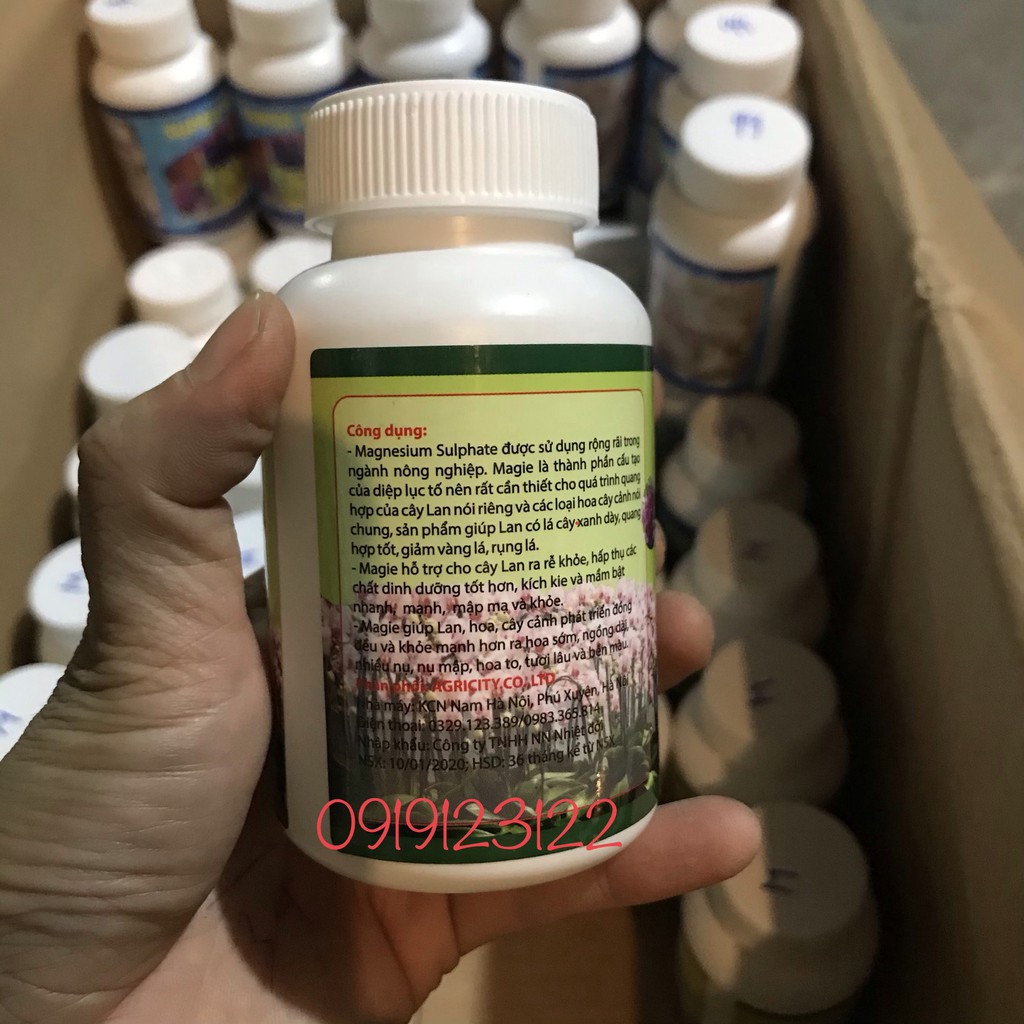 Công dụng:
- Magnesium Sulphate được sử dụng rộng rãi trong
ngành nông nghiệp. Magie là thành phần cấu tạo
của diệp lục tố nên rất cần thiết cho quá trình quang
hợp của cây Lan nói riêng và các loại hoa cây cảnh nói
chung, sản phẩm giúp Lan có lá cây xanh dày, quang
hợp tốt, giảm vàng lá, rụng lá.
- Magie hỗ trợ cho cây Lan ra rễ khỏe, hấp thụ các
chất dinh dưỡng tốt hơn, kích kie và mầm bật
nhanh, mạnh, mập mạ và khỏe.
- Magie giúp Lan, hoa, cây cảnh phát triển đồng
đều và khỏe mạnh hơn ra hoa sớm, ngồng dài,
nhiều nụ, nụ mập, hoa to, tươi lâu và bền màu.
phối: AGRICITY.CO.,LTD
Nhà máy: KCN Nam Hà Nội, Phú Xuyên, Hà Nội
Điện thoại: 0329.123.389/0983.365.814
Nhập khẩu: Công ty TNHH NN Nhiệt đới
NSX: 10/01/2020; HSD: 36 tháng kể từ NSX
0919123122